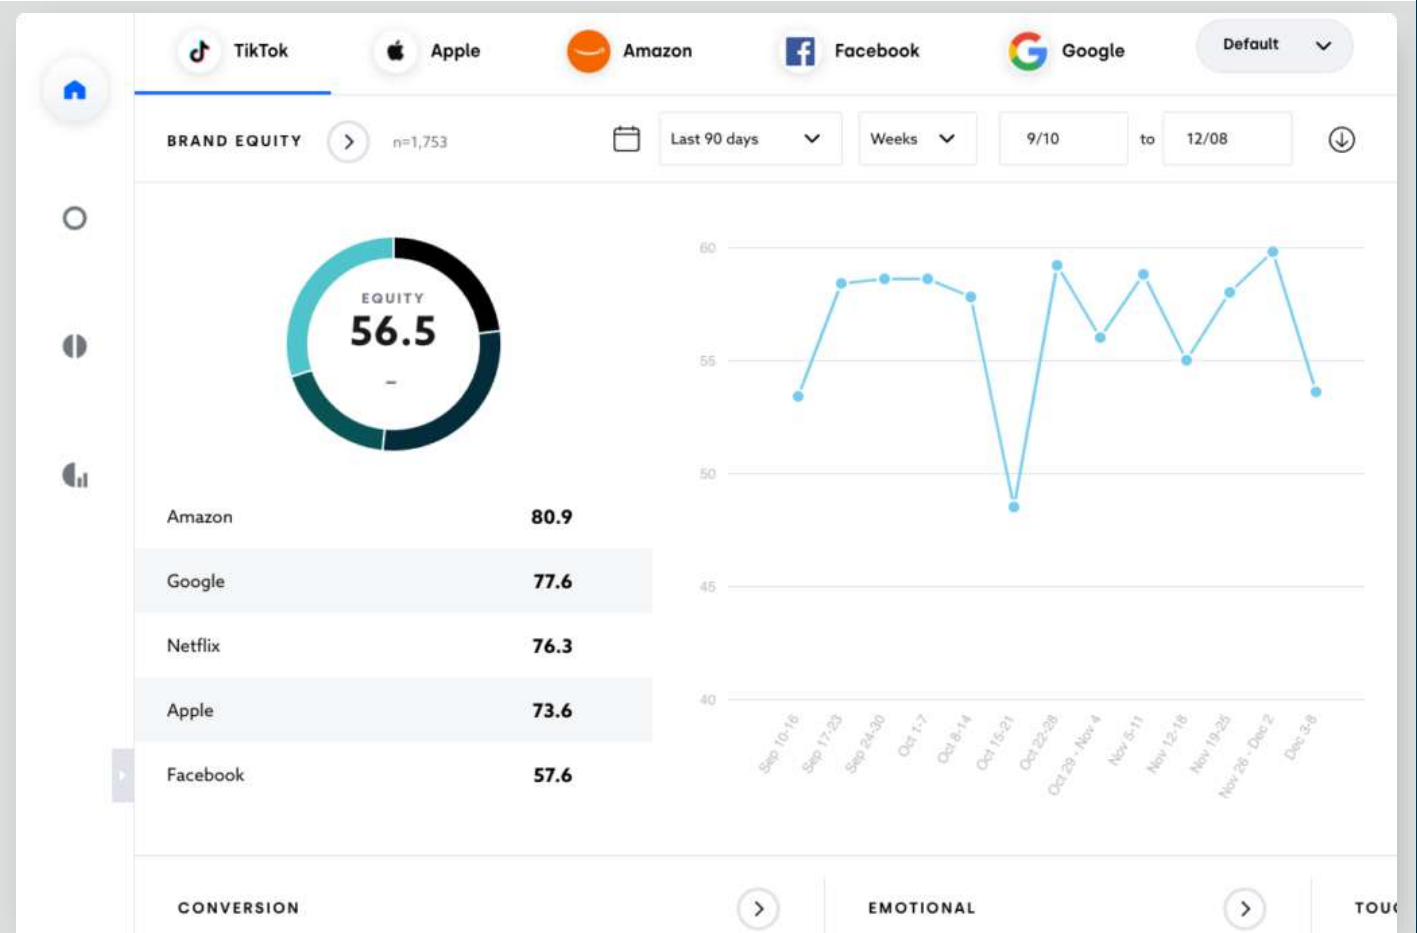 TikTok Apple Amazon Facebook Google Default
BRAND EQUITY n=1,753 Last 90 days Weeks 9/10 to 12/08
EQUITY
56.5
–
Amazon 80.9
Google 77.6
Netflix 76.3
Apple 73.6
Facebook 57.6
60
55
50
45
40
Sep 10-16
Sep 17-23
Sep 24-30
Oct 1-7
Oct 8-14
Oct 15-21
Oct 22-28
Oct 29 - Nov 4
Nov 5-11
Nov 12-18
Nov 19-25
Nov 26 - Dec 2
Dec 3-8
CONVERSION EMOTIONAL